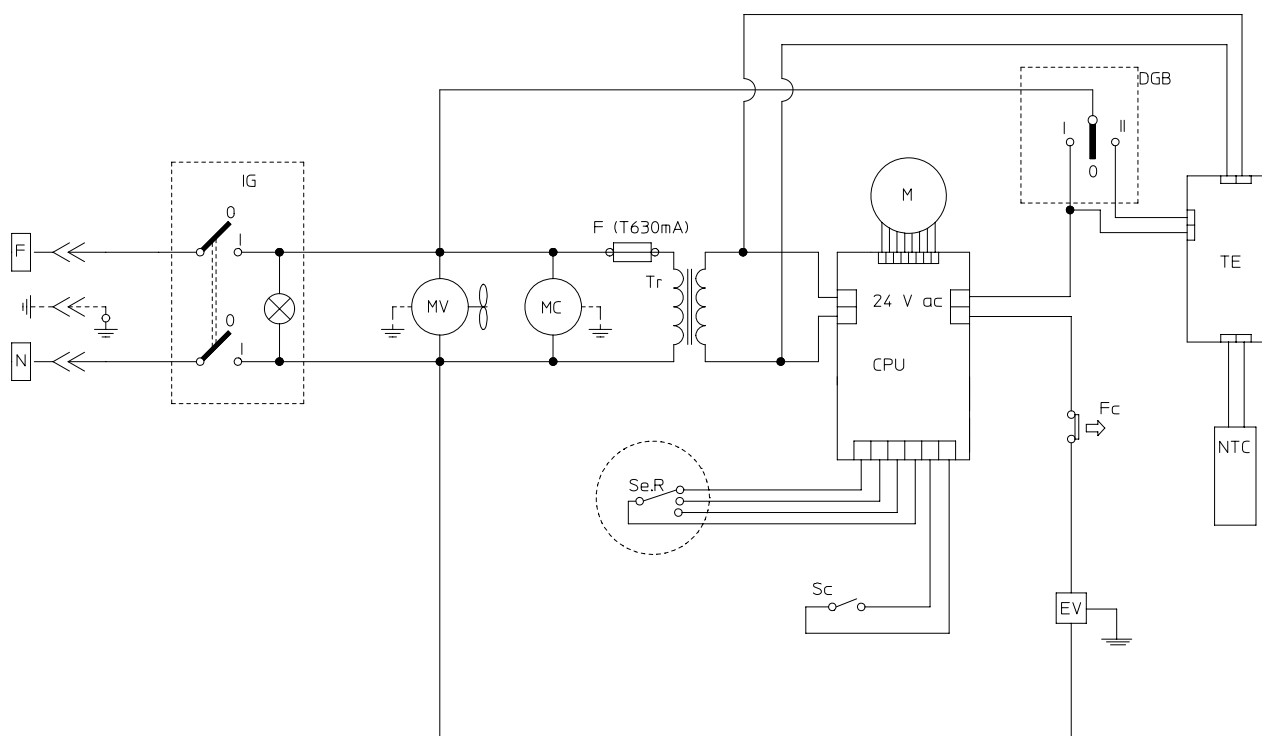 DGB
I
II
0
IG
0
I
F
F (T630mA)
Tr
M
TE
MV
MC
24 V ac
0
I
N
CPU
Fc
NTC
Se.R
Sc
EV